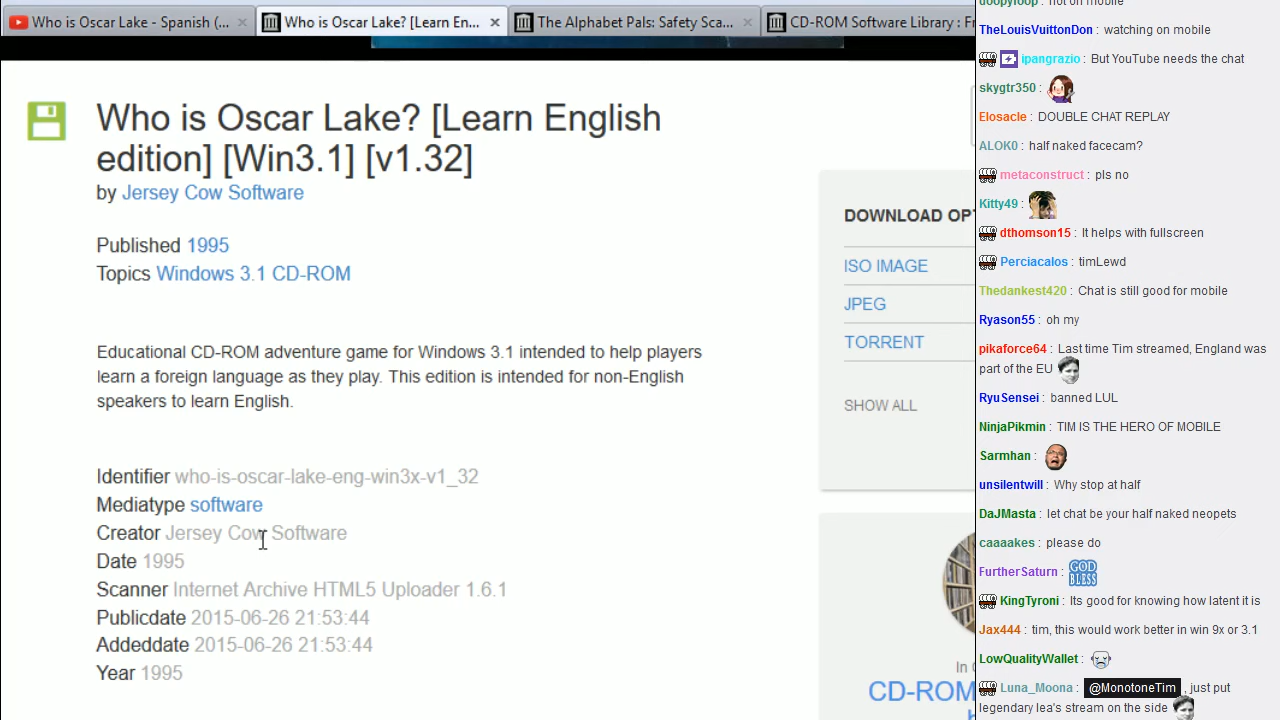 Who is Oscar Lake - Spanish (...
Who is Oscar Lake? [Learn En...
The Alphabet Pals: Safety Sca...
CD-ROM Software Library : Fr
Who is Oscar Lake? [Learn English
edition] [Win3.1] [v1.32]
by Jersey Cow Software
Published 1995
Topics Windows 3.1 CD-ROM
Educational CD-ROM adventure game for Windows 3.1 intended to help players
learn a foreign language as they play. This edition is intended for non-English
speakers to learn English.
Identifier who-is-oscar-lake-eng-win3x-v1_32
Mediatype software
Creator Jersey Cow Software
Date 1995
Scanner Internet Archive HTML5 Uploader 1.6.1
Publicdate 2015-06-26 21:53:44
Addeddate 2015-06-26 21:53:44
Year 1995
DOWNLOAD OP
ISO IMAGE
JPEG
TORRENT
SHOW ALL
In
CD-ROM
doopyloop : not on mobile
TheLouisVuittonDon : watching on mobile
ipangrazio : But YouTube needs the chat
skygtr350 :
Elosacle : DOUBLE CHAT REPLAY
ALOK0 : half naked facecam?
metaconstruct : pls no
Kitty49 :
dthomson15 : It helps with fullscreen
Perciacalos : timLewd
Thedankest420 : Chat is still good for mobile
Ryason55 : oh my
pikaforce64 : Last time Tim streamed, England was
part of the EU
RyuSensei : banned LUL
NinjaPikmin : TIM IS THE HERO OF MOBILE
Sarmhan :
unsilentwill : Why stop at half
DaJMasta : let chat be your half naked neopets
caaaakes : please do
FurtherSaturn : GOD BLESS
KingTyroni : Its good for knowing how latent it is
Jax444 : tim, this would work better in win 9x or 3.1
LowQualityWallet :
Luna_Moona : @MonotoneTim , just put
legendary lea's stream on the side